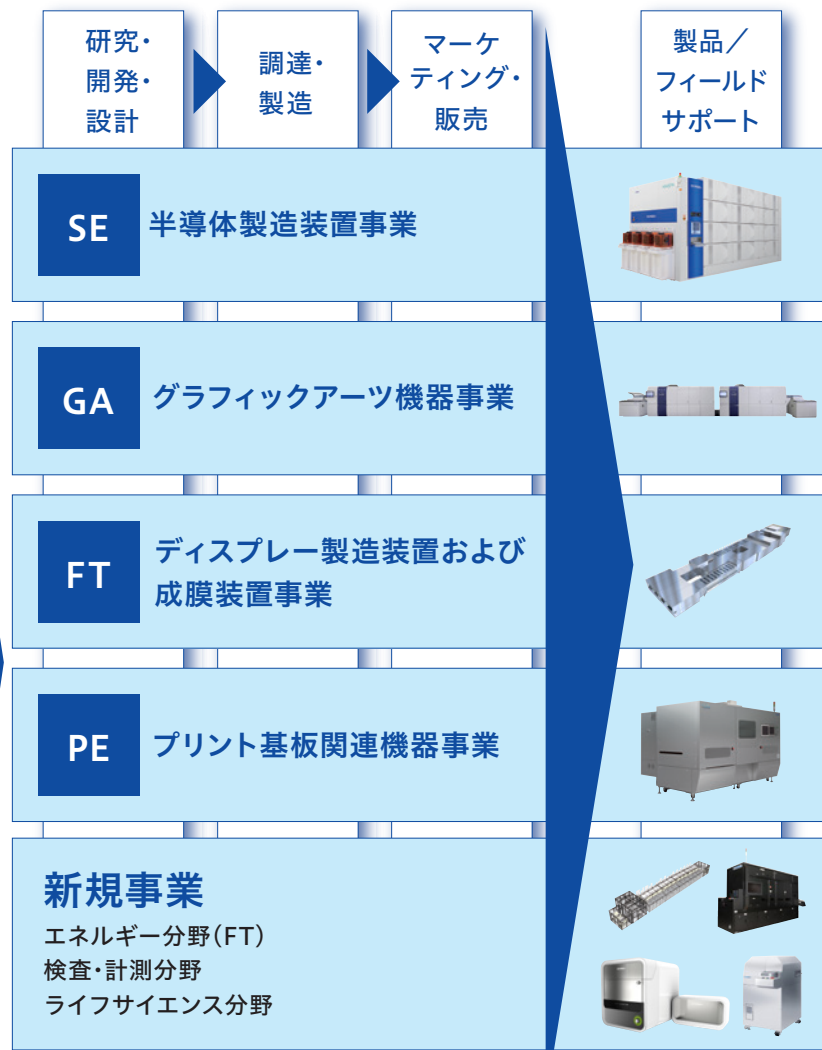 研究・
開発・
設計
調達・
製造
マーケ
ティング・
販売
製品／
フィールド
サポート
SE
半導体製造装置事業
GA
グラフィックアーツ機器事業
FT
ディスプレー製造装置および
成膜装置事業
PE
プリント基板関連機器事業
新規事業
エネルギー分野（FT）
検査・計測分野
ライフサイエンス分野